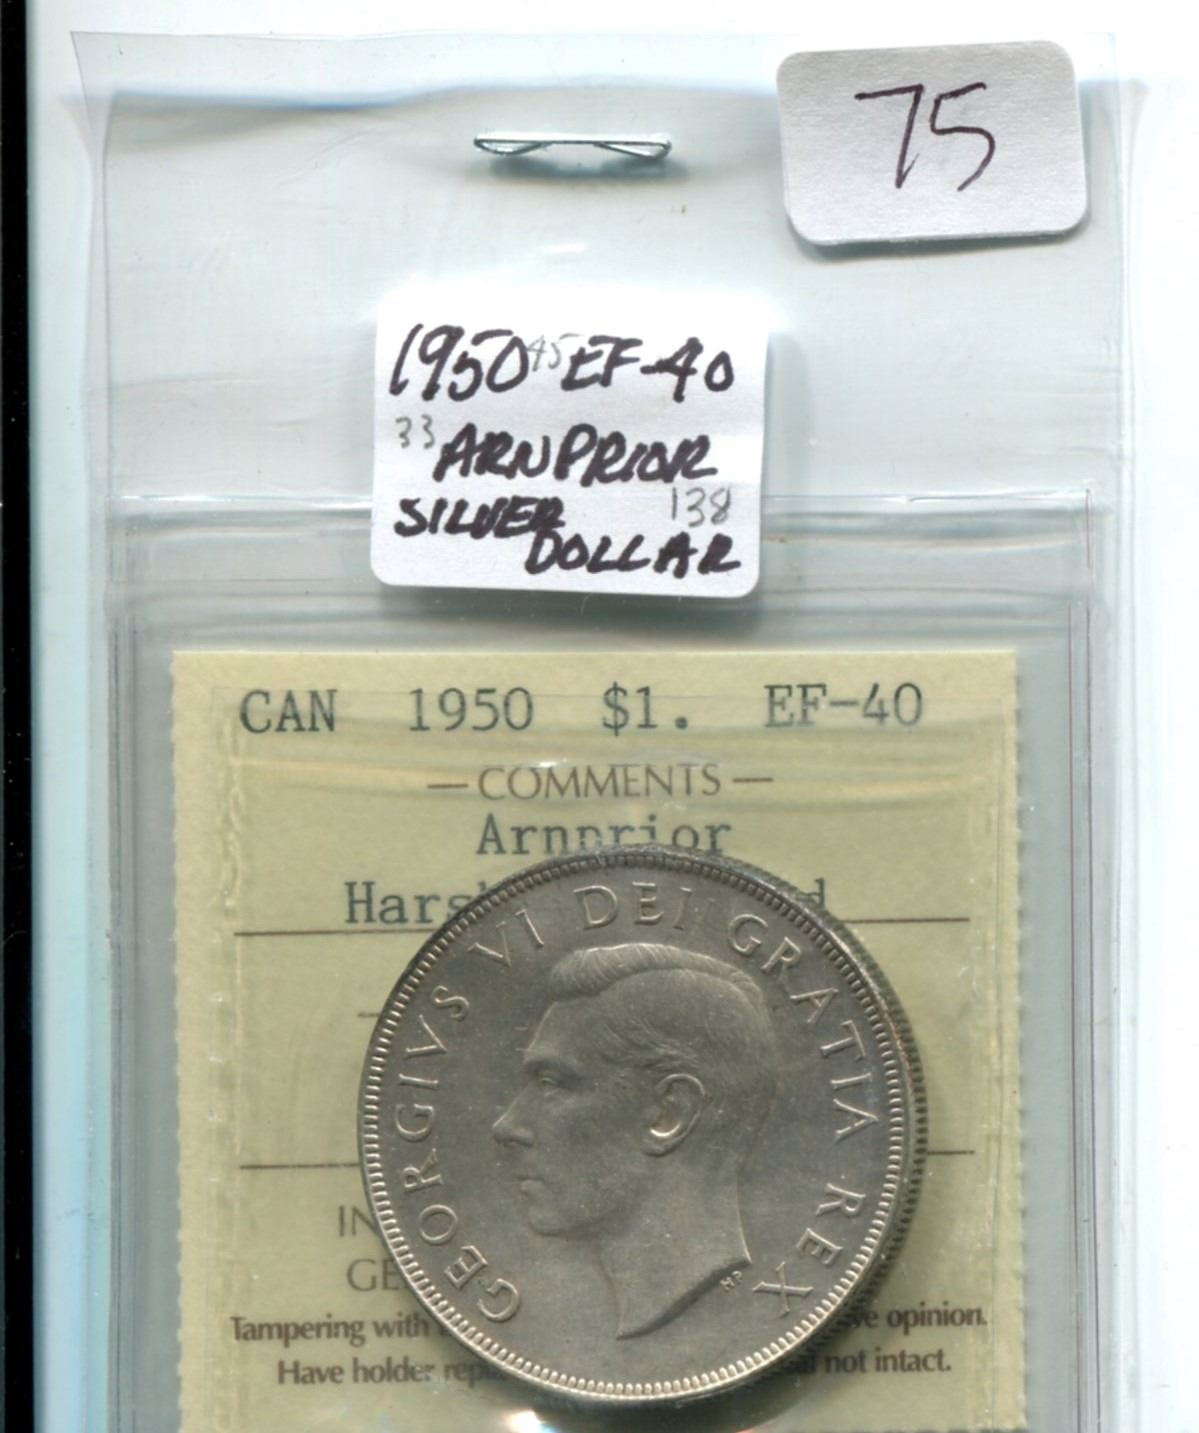 75
1950 45 EF-40
33 ARNPRIOR
SILVER 138
DOLLAR
CAN 1950 $1. EF-40
— COMMENTS —
Arnprior
GEORGIVS VI DEI GRATIA REX
HP
Tampering with opinion.
Have holder not intact.